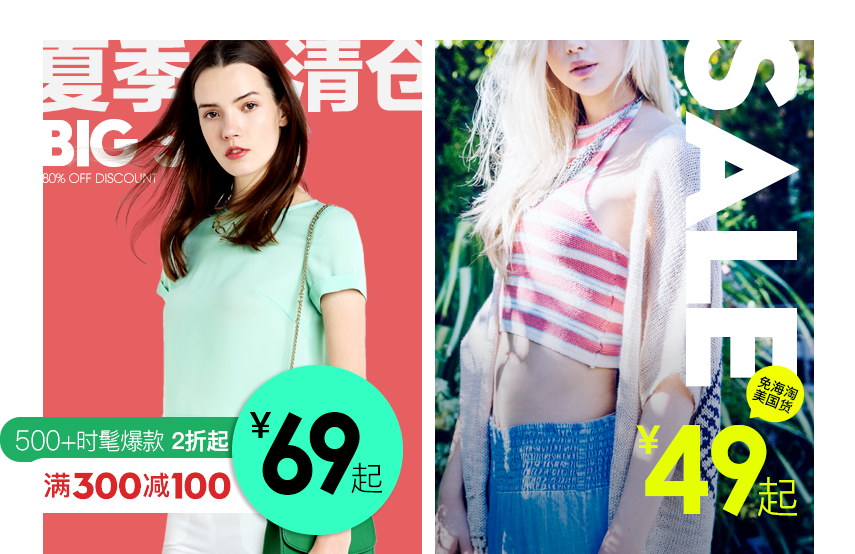 夏季 清仓
BIG S
80% OFF DISCOUNT
500+时髦爆款 2折起
满300减100
¥69起
SALE
免海淘
美国货
¥49起